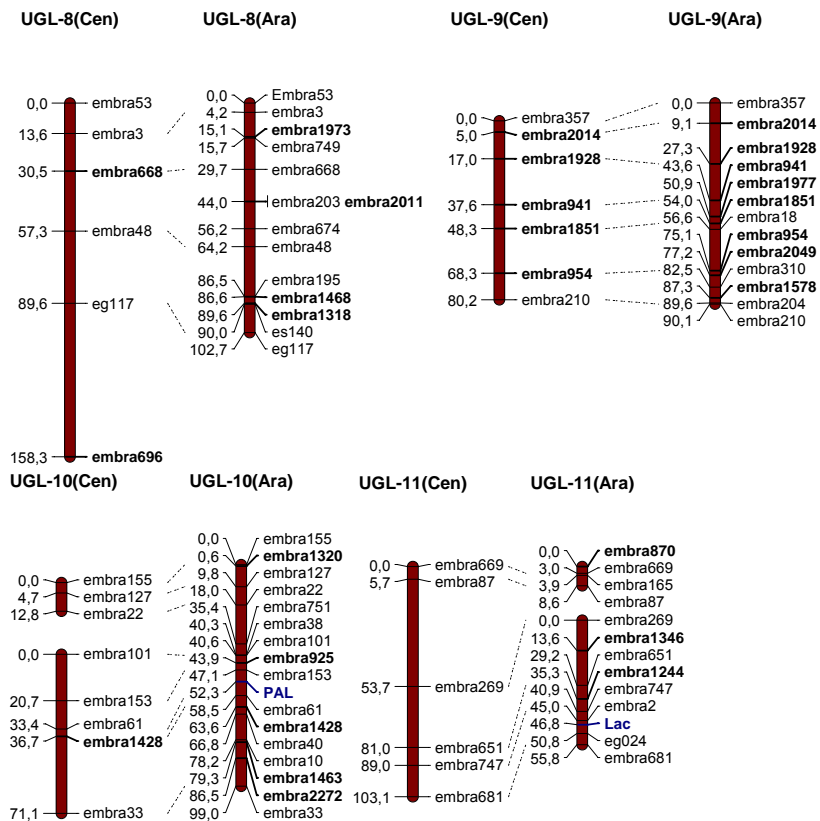 UGL-8(Cen) UGL-8(Ara) UGL-9(Cen) UGL-9(Ara)
0,0 embra53
13,6 embra3
30,5 embra668
57,3 embra48
89,6 eg117
158,3 embra696
0,0 Embra53
4,2 embra3
15,1 embra1973
15,7 embra749
29,7 embra668
44,0 embra203 embra2011
56,2 embra674
64,2 embra48
86,5 embra195
86,6 embra1468
89,6 embra1318
90,0 es140
102,7 eg117
0,0 embra357
5,0 embra2014
17,0 embra1928
37,6 embra941
48,3 embra1851
68,3 embra954
80,2 embra210
0,0 embra357
9,1 embra2014
27,3 embra1928
43,6 embra941
50,9 embra1977
54,0 embra1851
56,6 embra18
75,1 embra954
77,2 embra2049
82,5 embra310
87,3 embra1578
89,6 embra204
90,1 embra210
UGL-10(Cen) UGL-10(Ara) UGL-11(Cen) UGL-11(Ara)
0,0 embra155
4,7 embra127
12,8 embra22
0,0 embra101
20,7 embra153
33,4 embra61
36,7 embra1428
71,1 embra33
0,0 embra155
0,6 embra1320
9,8 embra127
18,0 embra22
35,4 embra751
40,3 embra38
40,6 embra101
43,9 embra925
47,1 embra153
52,3 PAL
58,5 embra61
63,6 embra1428
66,8 embra40
78,2 embra10
79,3 embra1463
86,5 embra2272
99,0 embra33
0,0 embra669
5,7 embra87
53,7 embra269
81,0 embra651
89,0 embra747
103,1 embra681
0,0 embra870
3,0 embra669
3,9 embra165
8,6 embra87
0,0 embra269
13,6 embra1346
29,2 embra651
35,3 embra1244
40,9 embra747
45,0 embra2
46,8 Lac
50,8 eg024
55,8 embra681